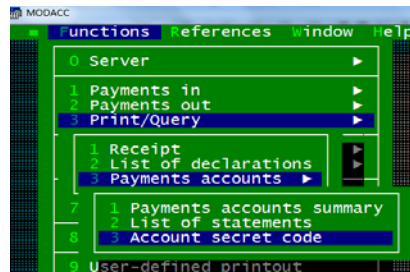 MODACC
Functions References Window Help
0 Server
1 Payments in
2 Payments out
3 Print/Query
1 Receipt
2 List of declarations
3 Payments accounts
7 1 Payments accounts summary
2 List of statements
8 3 Account secret code
9 User-defined printout